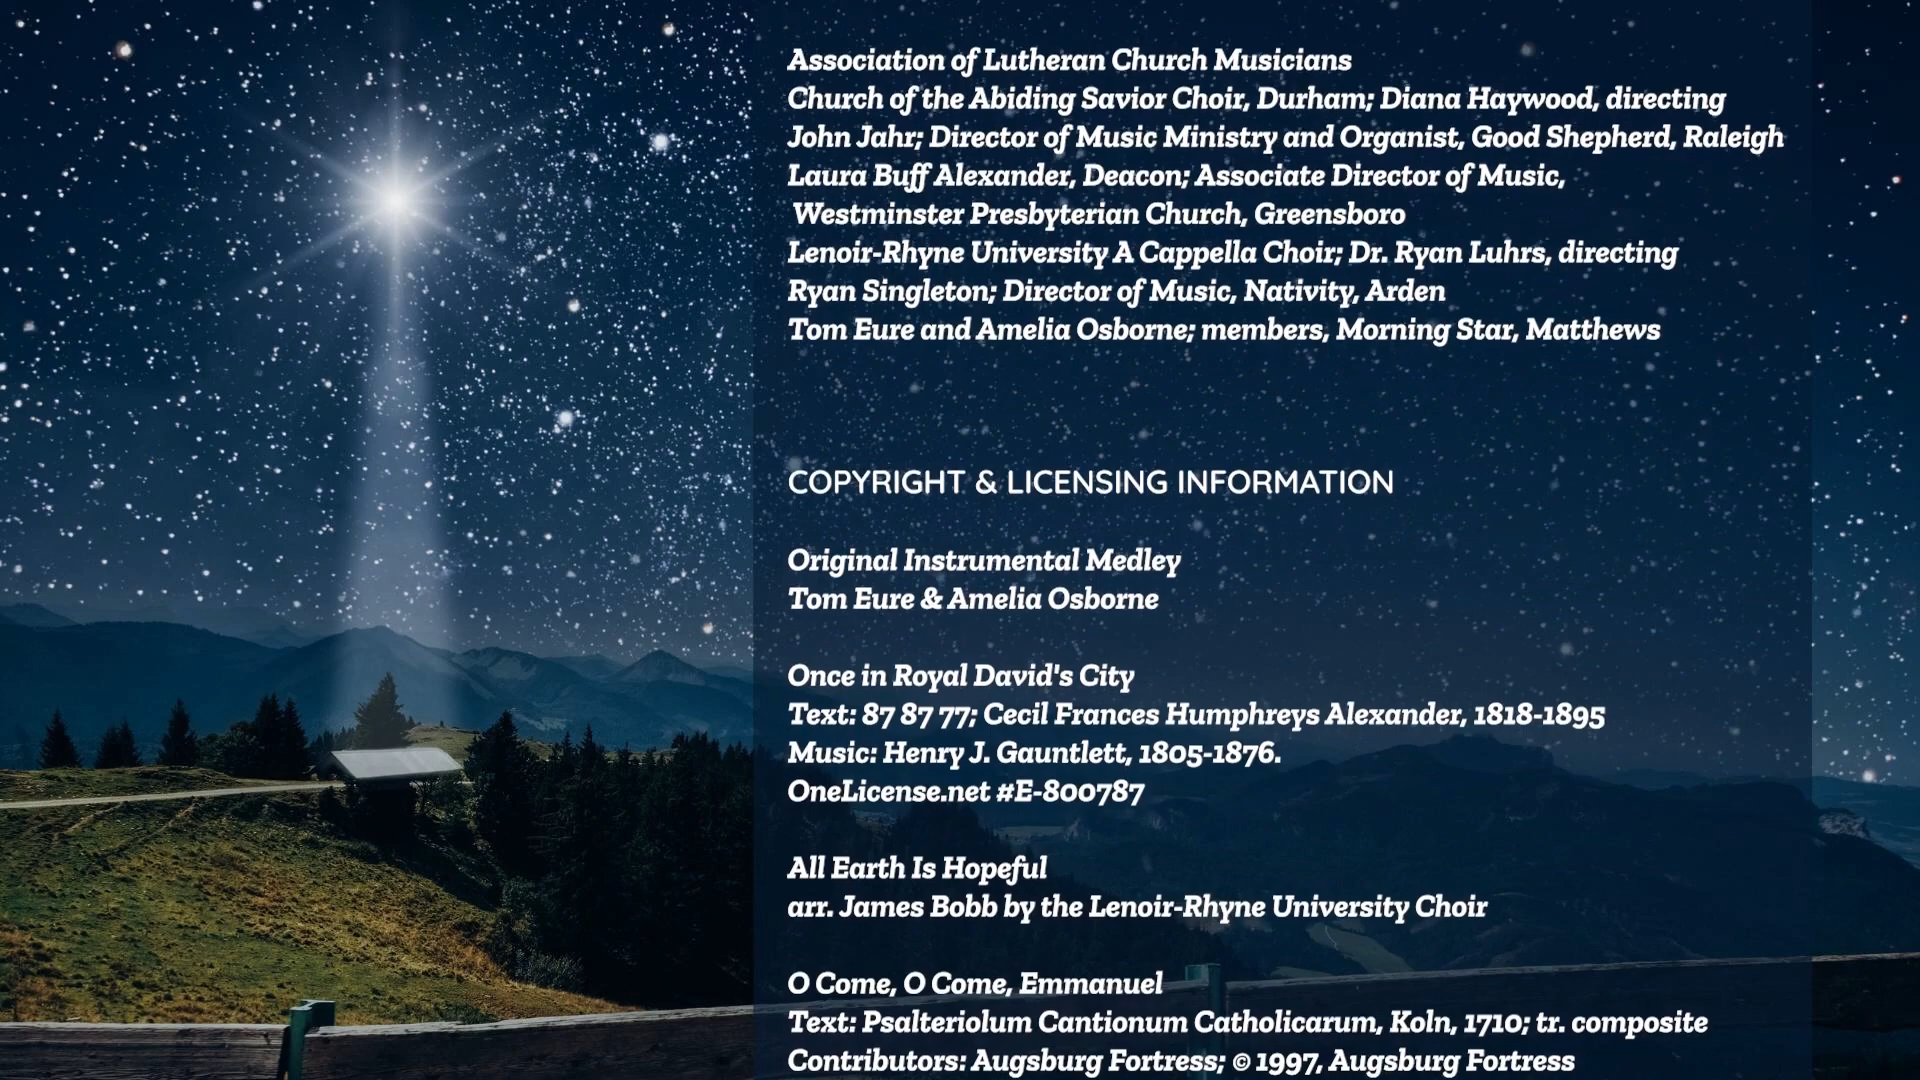 Association of Lutheran Church Musicians
Church of the Abiding Savior Choir, Durham; Diana Haywood, directing
John Jahr; Director of Music Ministry and Organist, Good Shepherd, Raleigh
Laura Buff Alexander, Deacon; Associate Director of Music,
Westminster Presbyterian Church, Greensboro
Lenoir-Rhyne University A Cappella Choir; Dr. Ryan Luhrs, directing
Ryan Singleton; Director of Music, Nativity, Arden
Tom Eure and Amelia Osborne; members, Morning Star, Matthews
COPYRIGHT & LICENSING INFORMATION
Original Instrumental Medley
Tom Eure & Amelia Osborne
Once in Royal David's City
Text: 87 87 77; Cecil Frances Humphreys Alexander, 1818-1895
Music: Henry J. Gauntlett, 1805-1876.
OneLicense.net #E-800787
All Earth Is Hopeful
arr. James Bobb by the Lenoir-Rhyne University Choir
O Come, O Come, Emmanuel
Text: Psalteriolum Cantionum Catholicarum, Koln, 1710; tr. composite
Contributors: Augsburg Fortress; © 1997, Augsburg Fortress